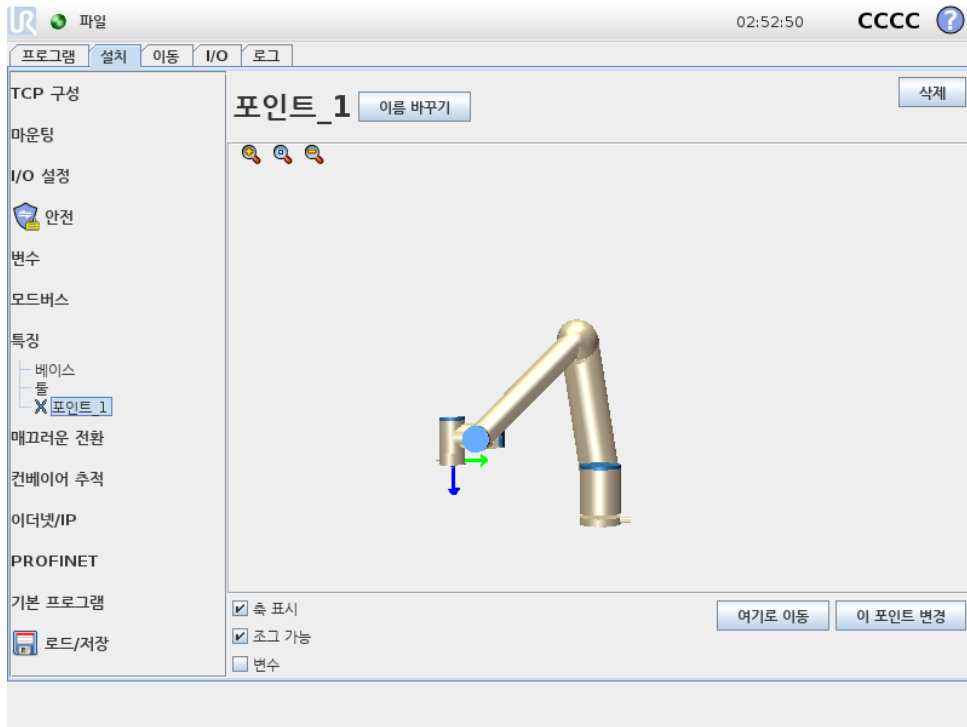 UR
파일
02:52:50
CCCC
?
프로그램 설치 이동 I/O 로그
TCP 구성
마운팅
I/O 설정
안전
변수
모드버스
특징
베이스
툴
포인트_1
매끄러운 전환
컨베이어 추적
이더넷/IP
PROFINET
기본 프로그램
로드/저장
포인트_1
이름 바꾸기
삭제
축 표시
조그 가능
변수
여기로 이동
이 포인트 변경